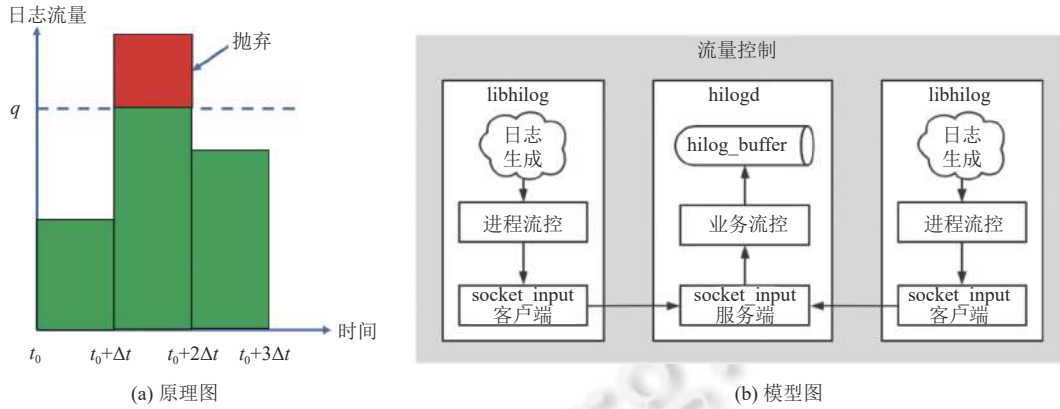 日志流量
抛弃
q
时间
t0
t0+Δt
t0+2Δt
t0+3Δt
(a) 原理图
流量控制
libhilog
日志
生成
进程流控
socket_input
客户端
hilogd
hilog_buffer
业务流控
socket_input
服务端
libhilog
日志
生成
进程流控
socket_input
客户端
(b) 模型图